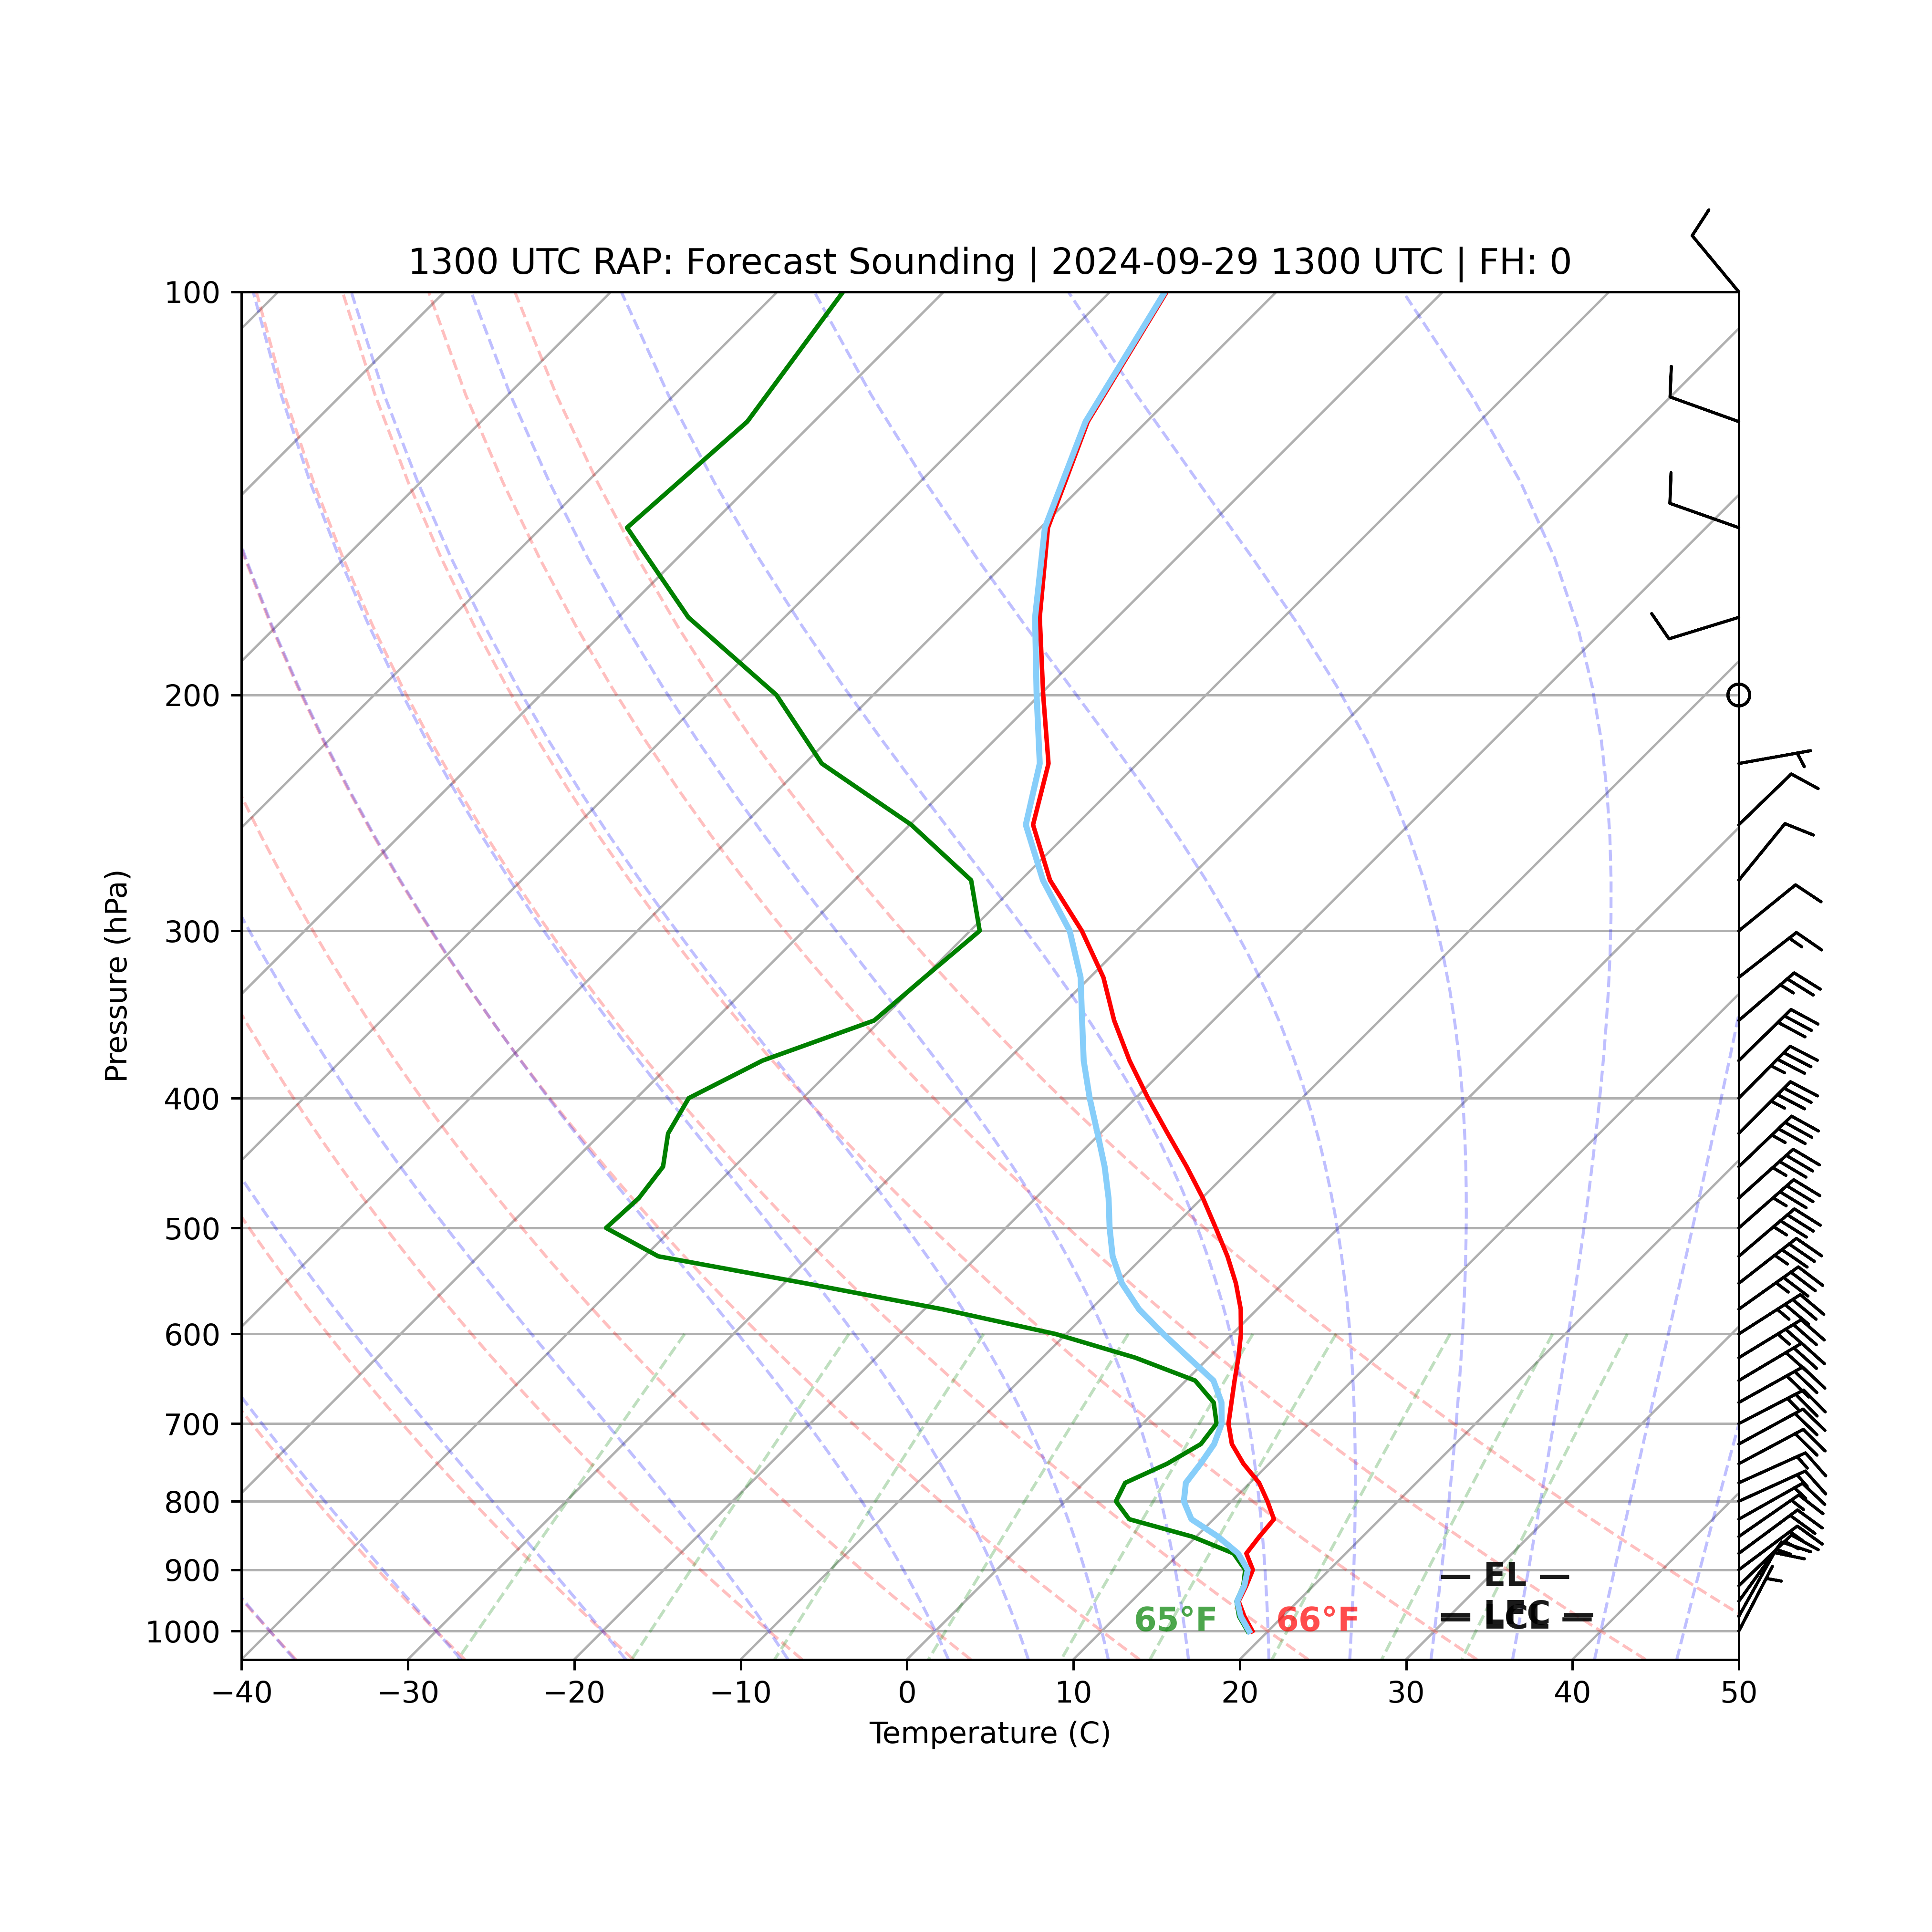 1300 UTC RAP: Forecast Sounding | 2024-09-29 1300 UTC | FH: 0
100
200
300
400
500
600
700
800
900
1000
Pressure (hPa)
— EL —
— LFC —
— LCL —
65°F
66°F
−40
−30
−20
−10
0
10
20
30
40
50
Temperature (C)